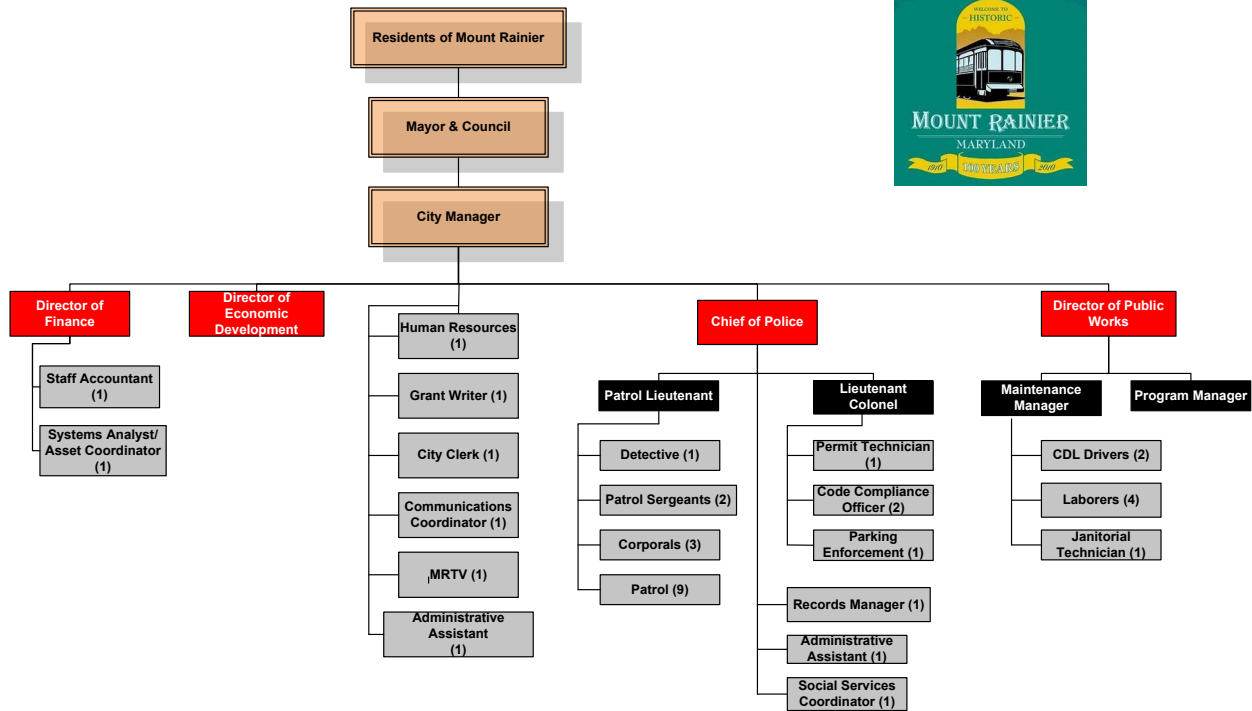 Residents of Mount Rainier
WELCOME TO
HISTORIC
MOUNT RAINIER
MARYLAND
1910 100 YEARS 2010
Mayor & Council
City Manager
Director of
Finance
Staff Accountant
(1)
Systems Analyst/
Asset Coordinator
(1)
Director of
Economic
Development
Human Resources
(1)
Grant Writer (1)
City Clerk (1)
Communications
Coordinator (1)
MRTV (1)
Administrative
Assistant
(1)
Chief of Police
Patrol Lieutenant
Detective (1)
Patrol Sergeants (2)
Corporals (3)
Patrol (9)
Lieutenant
Colonel
Permit Technician
(1)
Code Compliance
Officer (2)
Parking
Enforcement (1)
Records Manager (1)
Administrative
Assistant (1)
Social Services
Coordinator (1)
Director of Public
Works
Maintenance
Manager
CDL Drivers (2)
Laborers (4)
Janitorial
Technician (1)
Program Manager